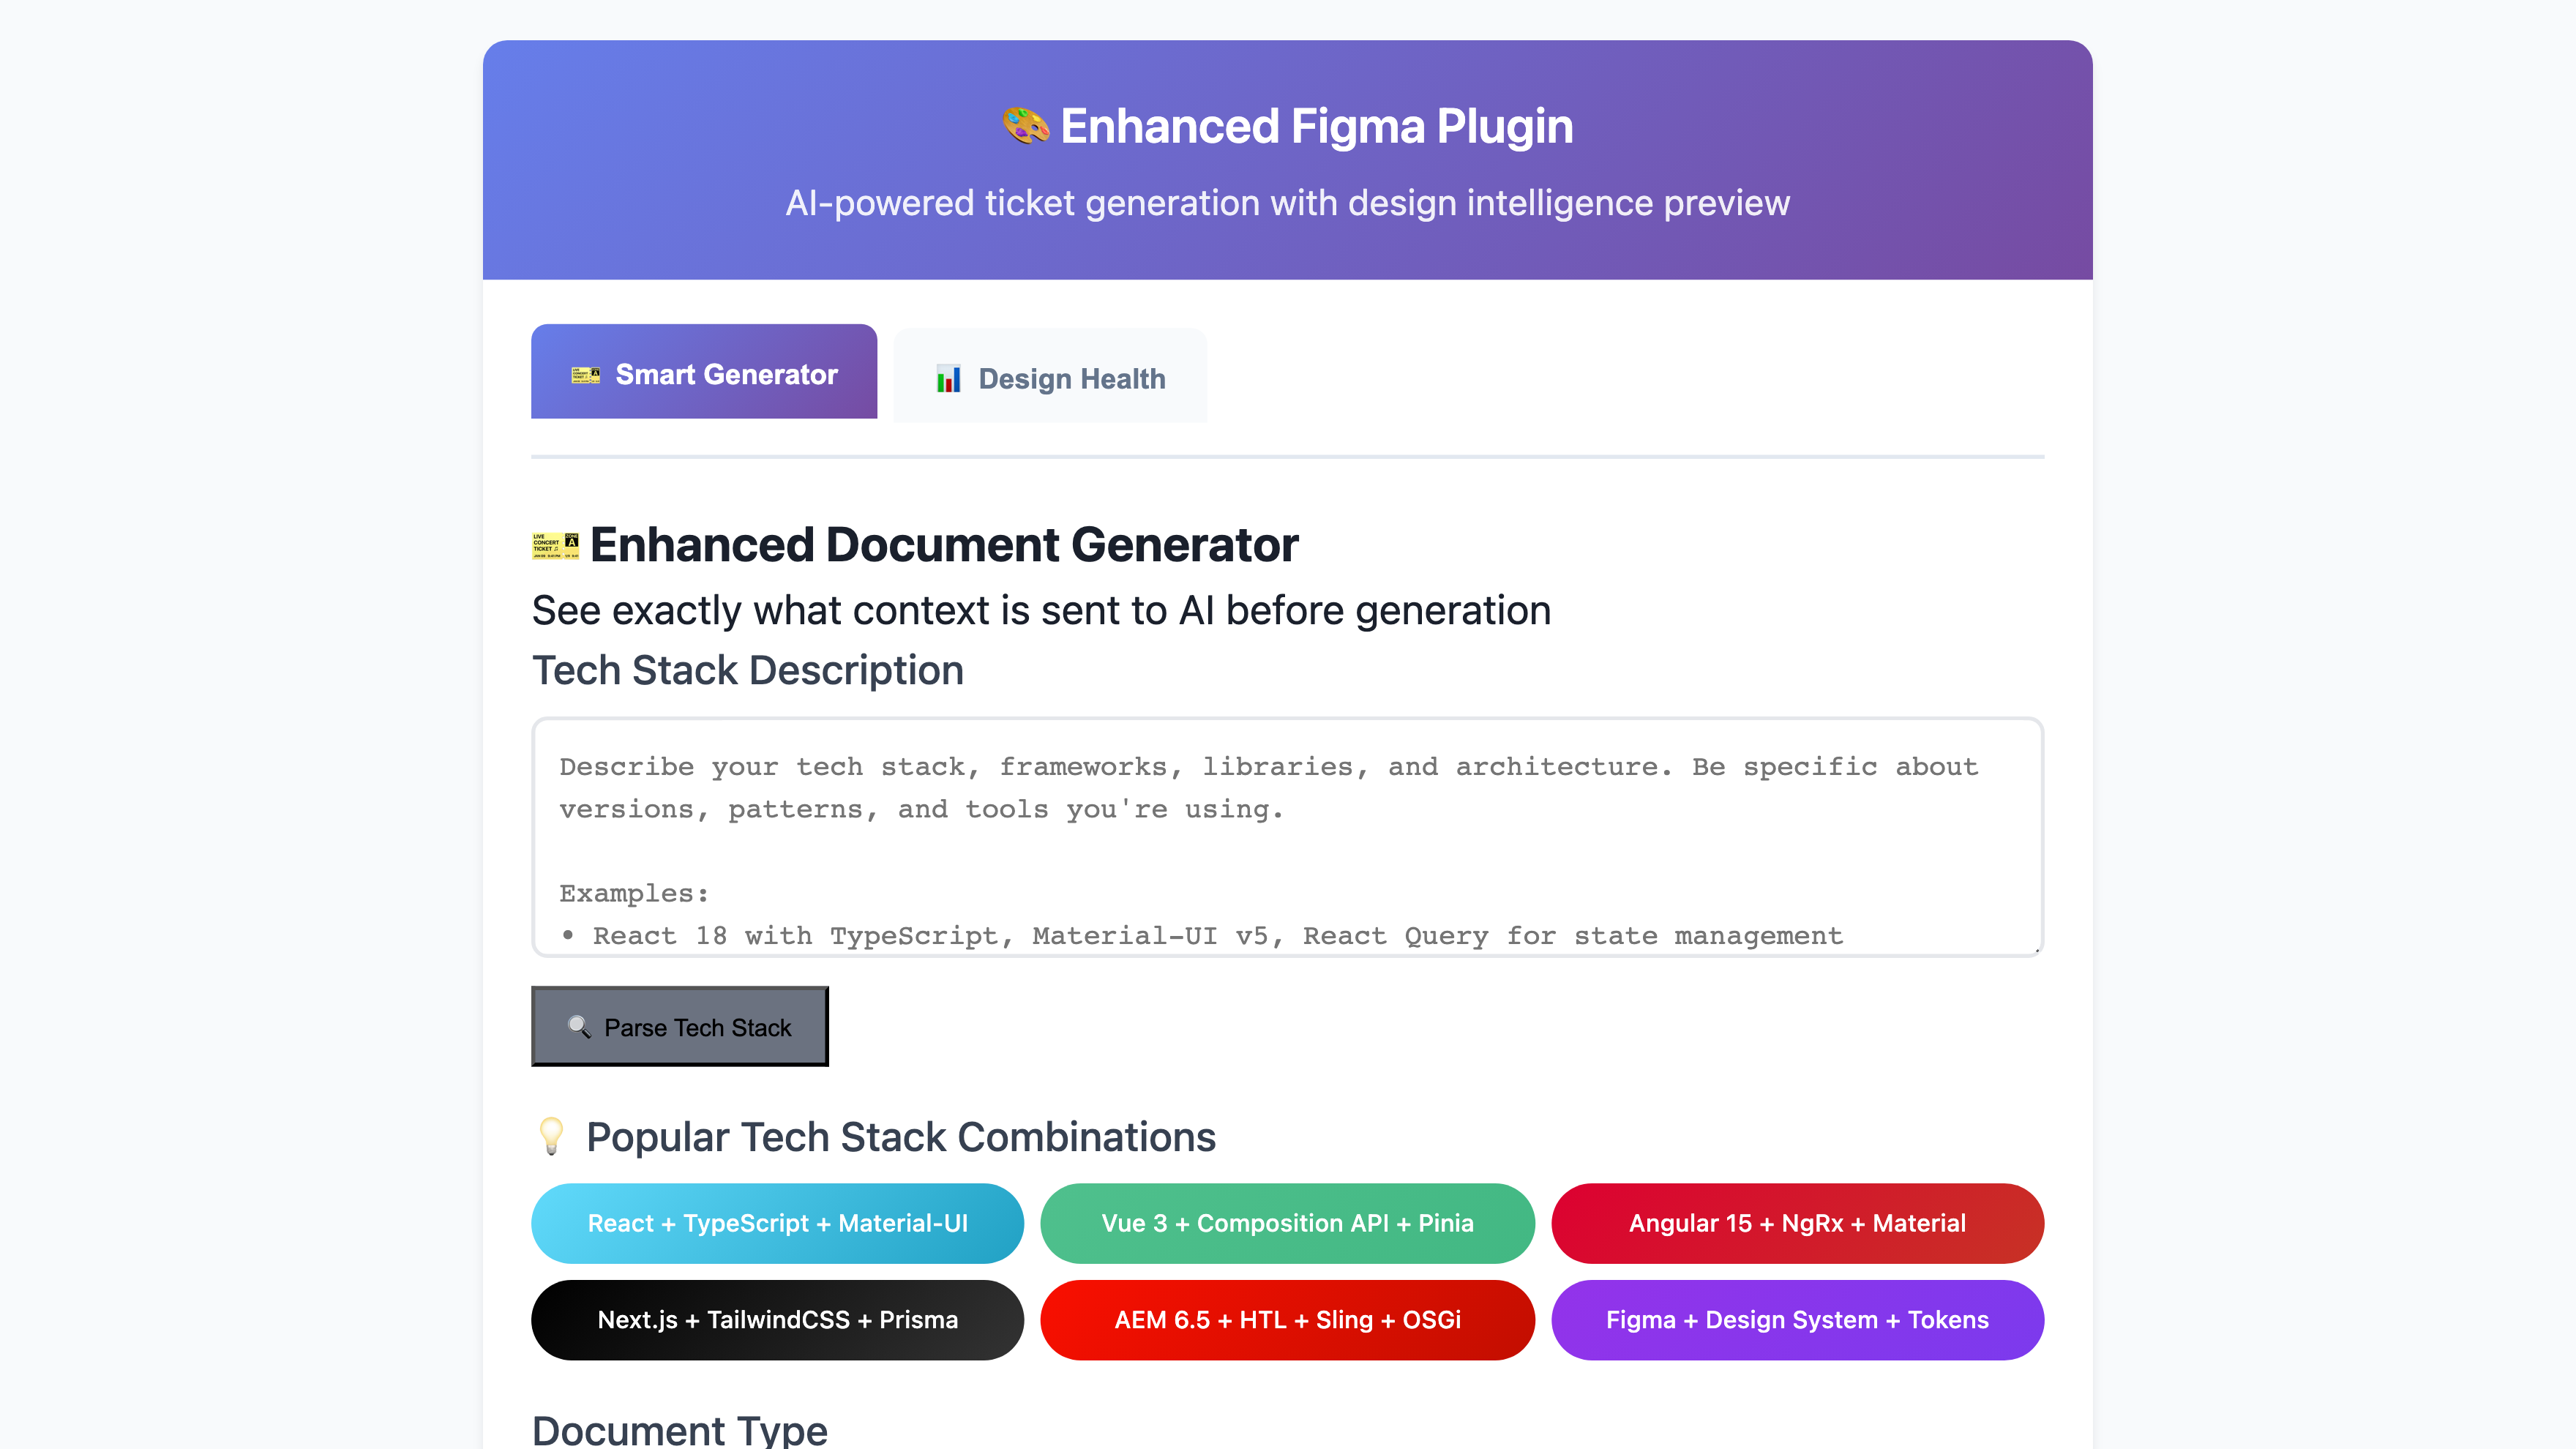 🎨 Enhanced Figma Plugin
AI-powered ticket generation with design intelligence preview
🎫 Smart Generator
📊 Design Health
🎫 Enhanced Document Generator
See exactly what context is sent to AI before generation
Tech Stack Description
Describe your tech stack, frameworks, libraries, and architecture. Be specific about
versions, patterns, and tools you're using.
Examples:
• React 18 with TypeScript, Material-UI v5, React Query for state management
🔍 Parse Tech Stack
💡 Popular Tech Stack Combinations
React + TypeScript + Material-UI
Vue 3 + Composition API + Pinia
Angular 15 + NgRx + Material
Next.js + TailwindCSS + Prisma
AEM 6.5 + HTL + Sling + OSGi
Figma + Design System + Tokens
Document Type